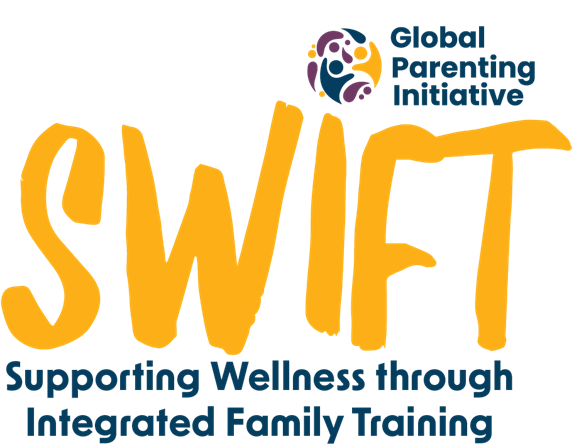 Global
Parenting
Initiative
SWIFT
Supporting Wellness through
Integrated Family Training